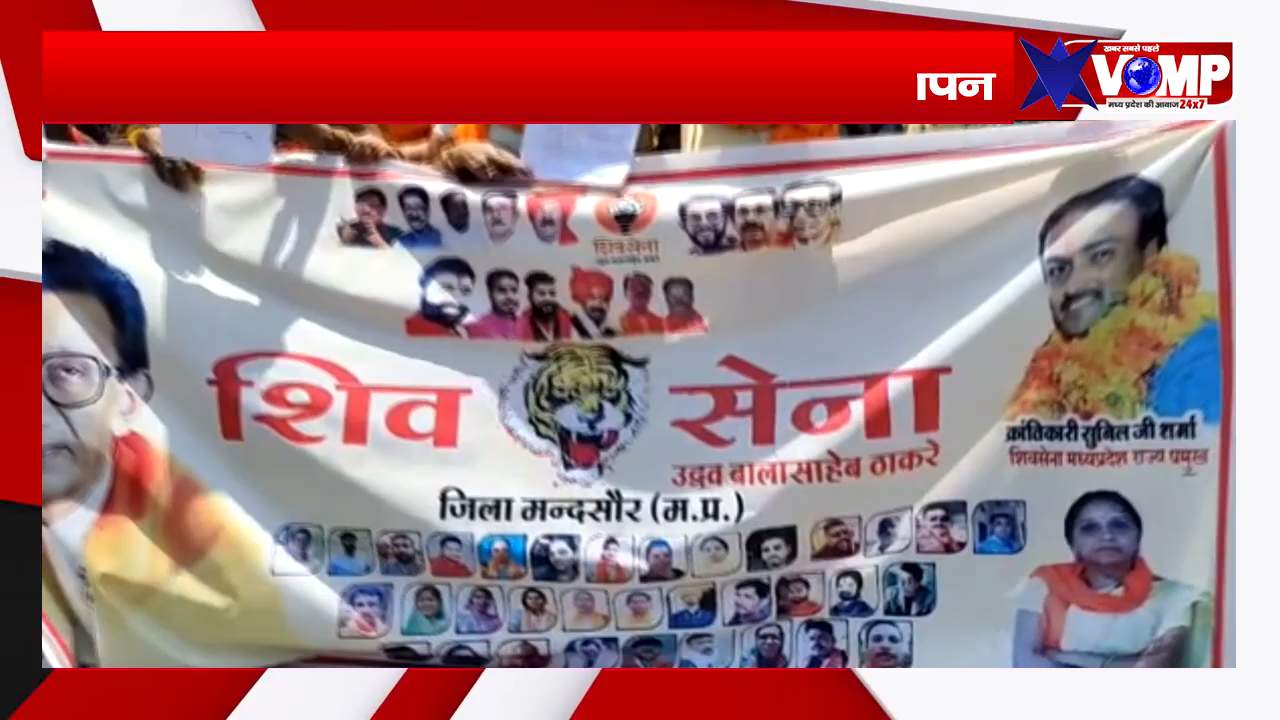 ापन
खबर सबसे पहले
VOMP
मध्य प्रदेश की आवाज 24x7
शिवसेना
शिव सेना
उद्वव बालासाहेब ठाकरे
जिला मन्दसौर (म.प्र.)
क्रांतिकारी सुनिल जी शर्मा
शिवसेना मध्यप्रदेश राज्य प्रमुख